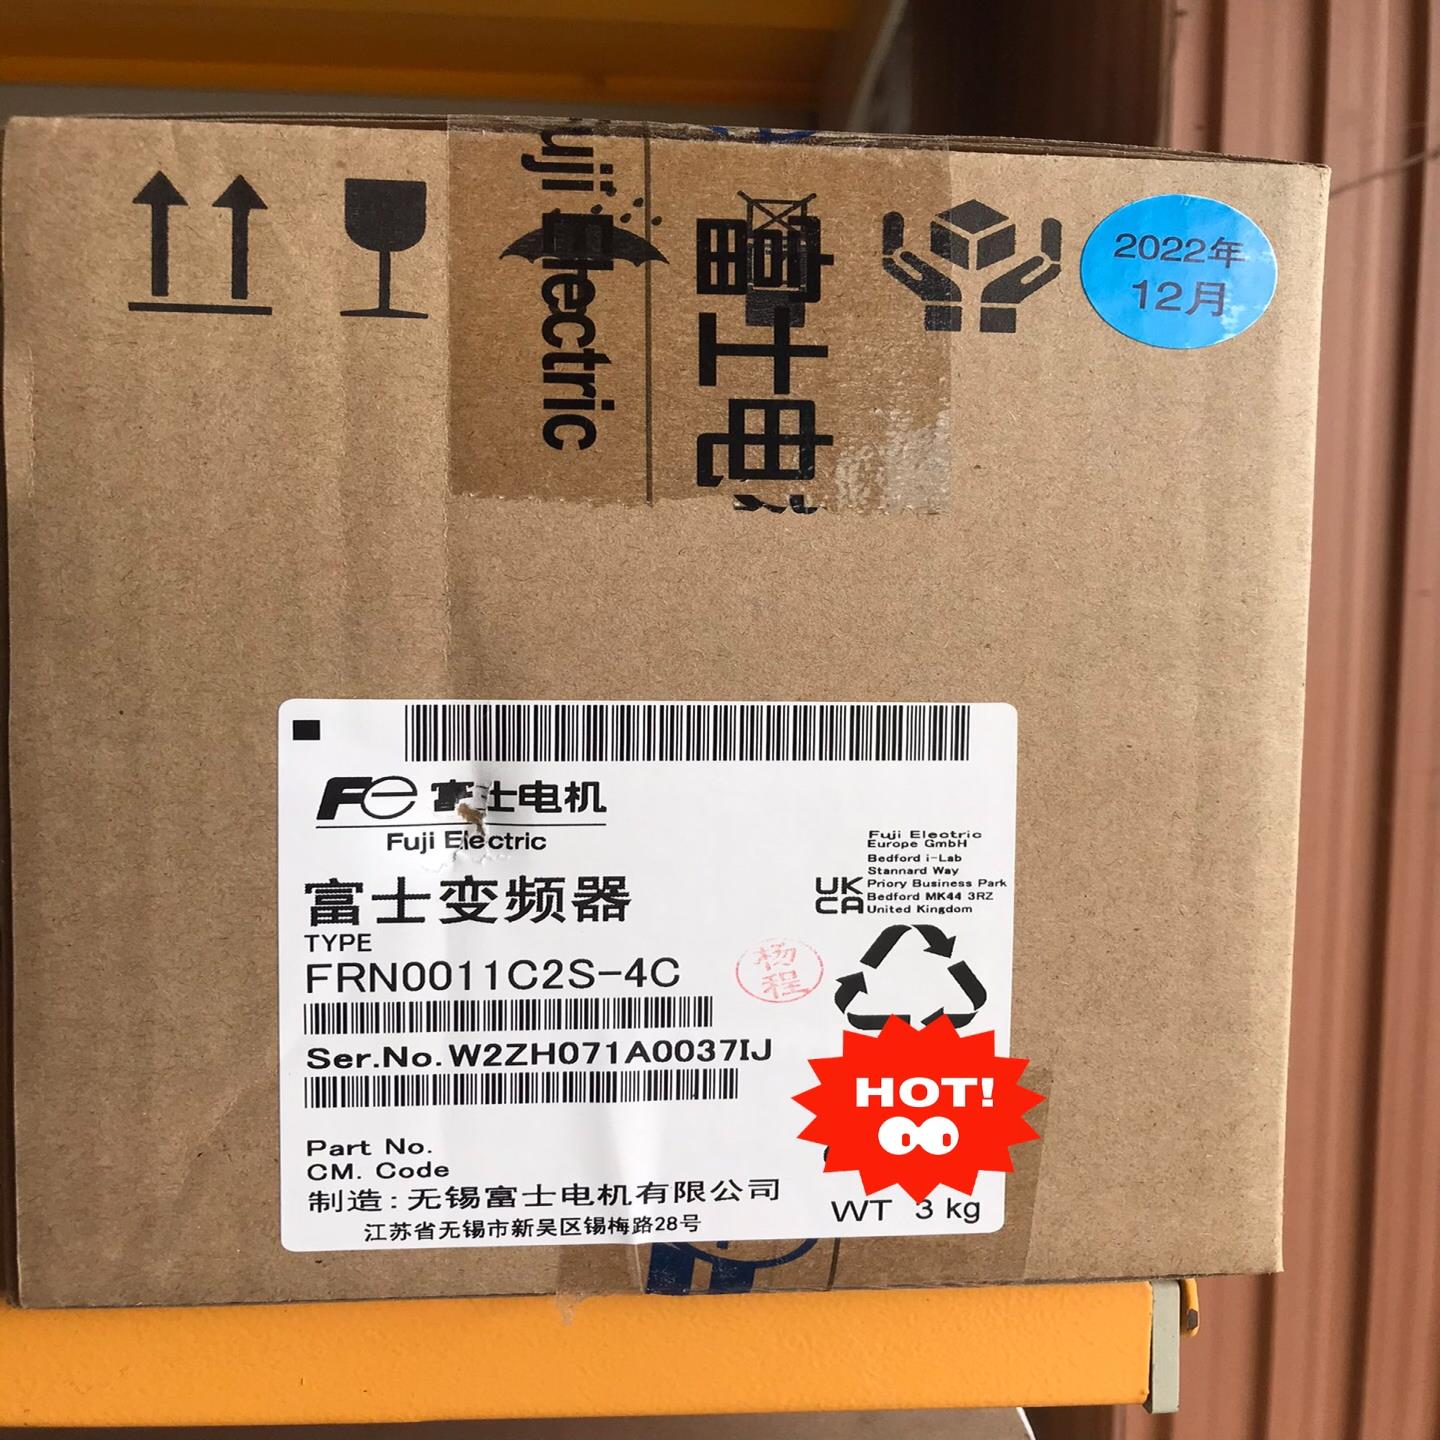 Fuji Electric
富士电
2022年
12月
Fe 富士电机
Fuji Electric
富士变频器
TYPE
FRN0011C2S-4C
Ser.No.W2ZH071A0037IJ
Part No.
CM. Code
制造:无锡富士电机有限公司
江苏省无锡市新吴区锡梅路28号
Fuji Electric
Europe GmbH
Bedford i-Lab
Stannard Way
Priory Business Park
Bedford MK44 3RZ
United Kingdom
UK
CA
杨
程
HOT!
WT 3 kg